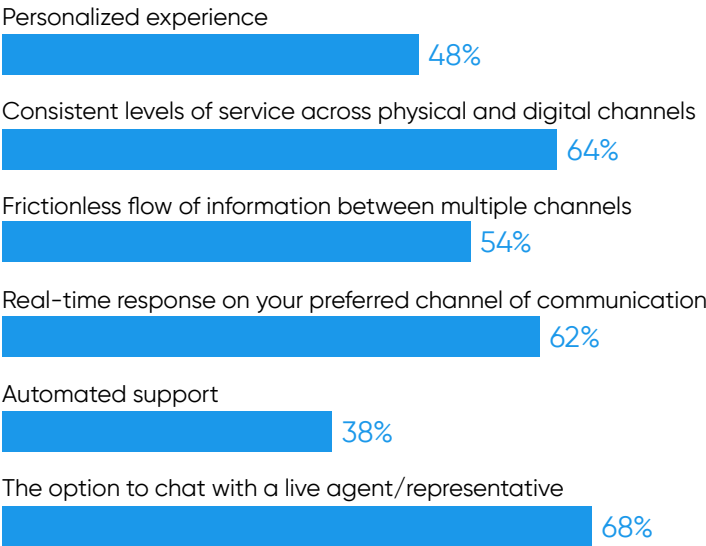 Personalized experience
48%
Consistent levels of service across physical and digital channels
64%
Frictionless flow of information between multiple channels
54%
Real-time response on your preferred channel of communication
62%
Automated support
38%
The option to chat with a live agent/representative
68%